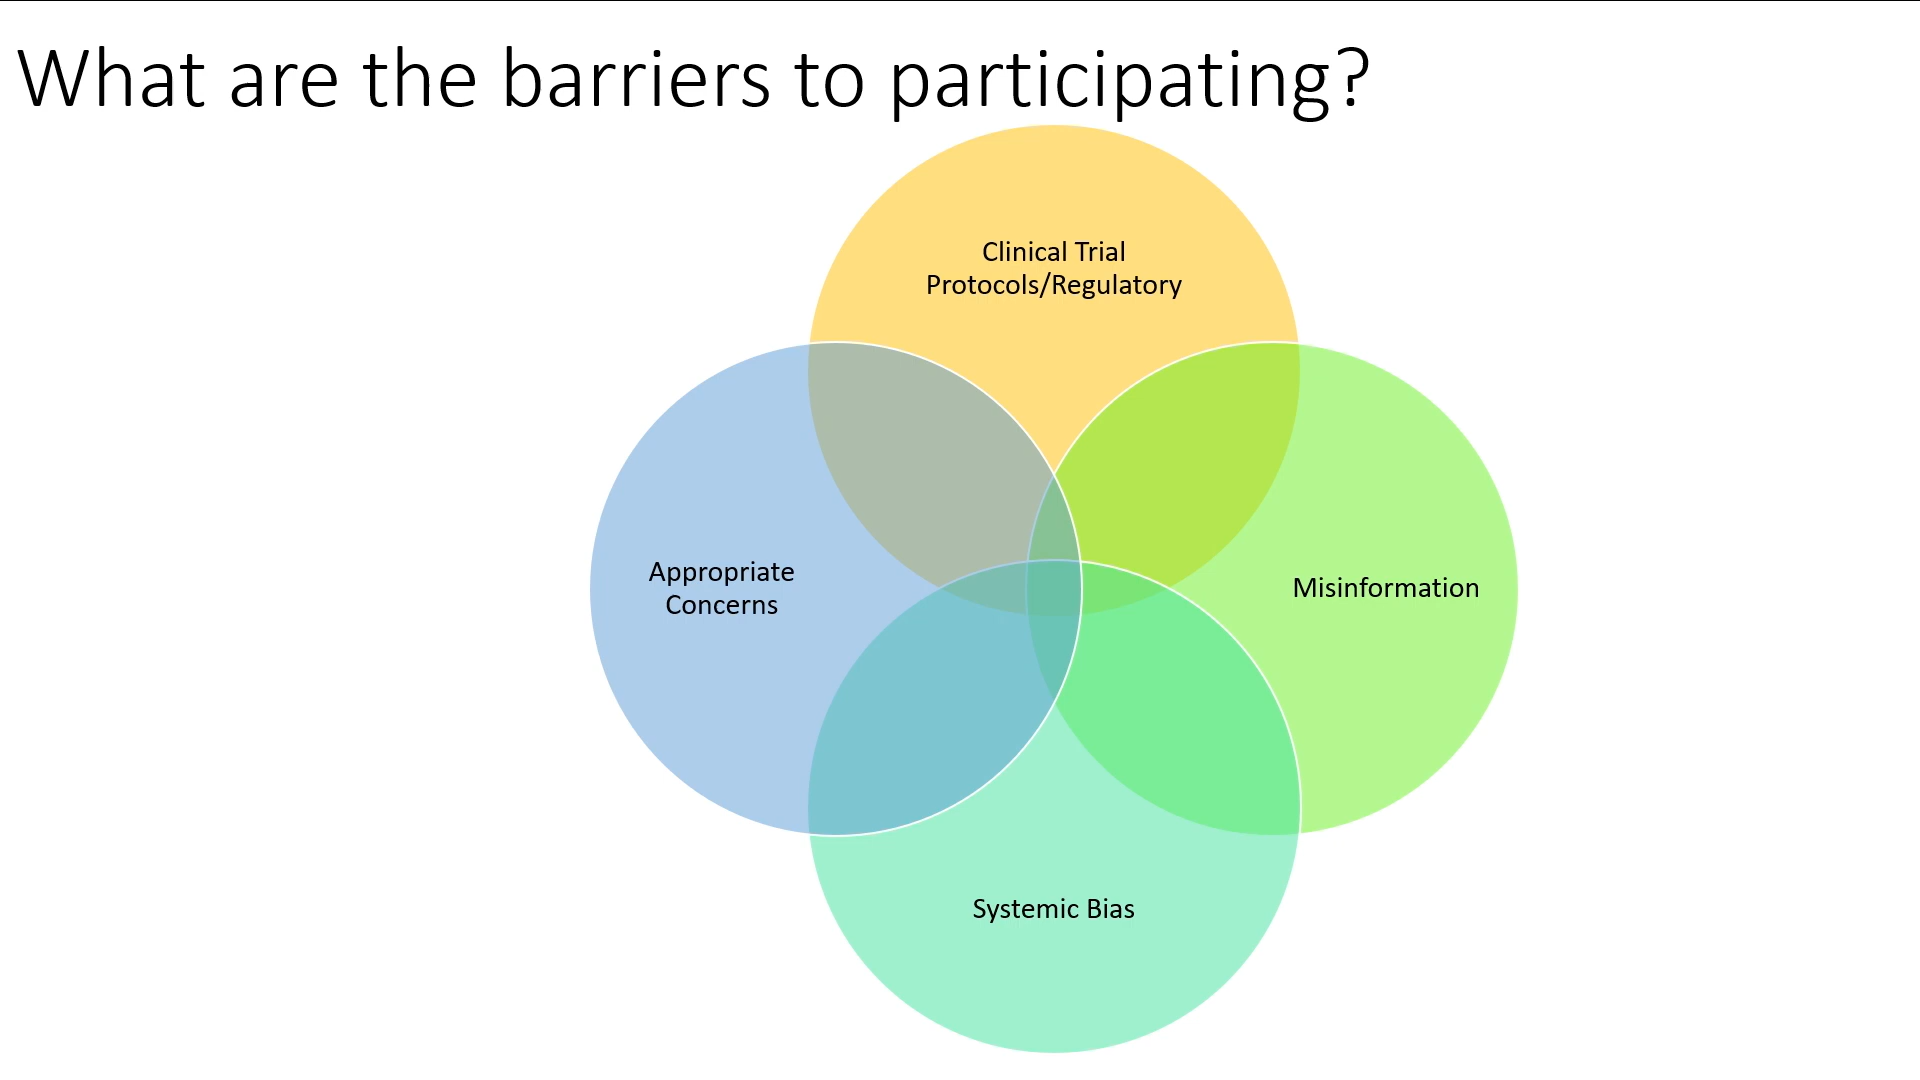 What are the barriers to participating?
Clinical Trial
Protocols/Regulatory
Appropriate
Concerns
Misinformation
Systemic Bias